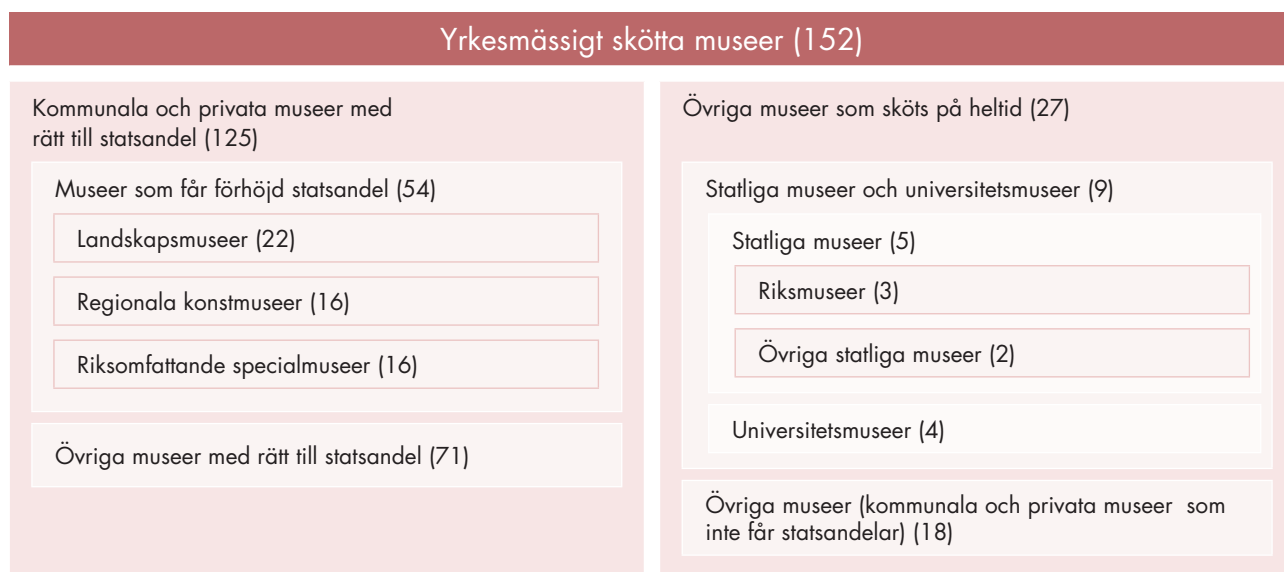 Yrkesmässigt skötta museer (152)
Kommunala och privata museer med
rätt till statsandel (125)
Museer som får förhöjd statsandel (54)
Landskapsmuseer (22)
Regionala konstmuseer (16)
Riksomfattande specialmuseer (16)
Övriga museer med rätt till statsandel (71)
Övriga museer som sköts på heltid (27)
Statliga museer och universitetsmuseer (9)
Statliga museer (5)
Riksmuseer (3)
Övriga statliga museer (2)
Universitetsmuseer (4)
Övriga museer (kommunala och privata museer som
inte får statsandelar) (18)